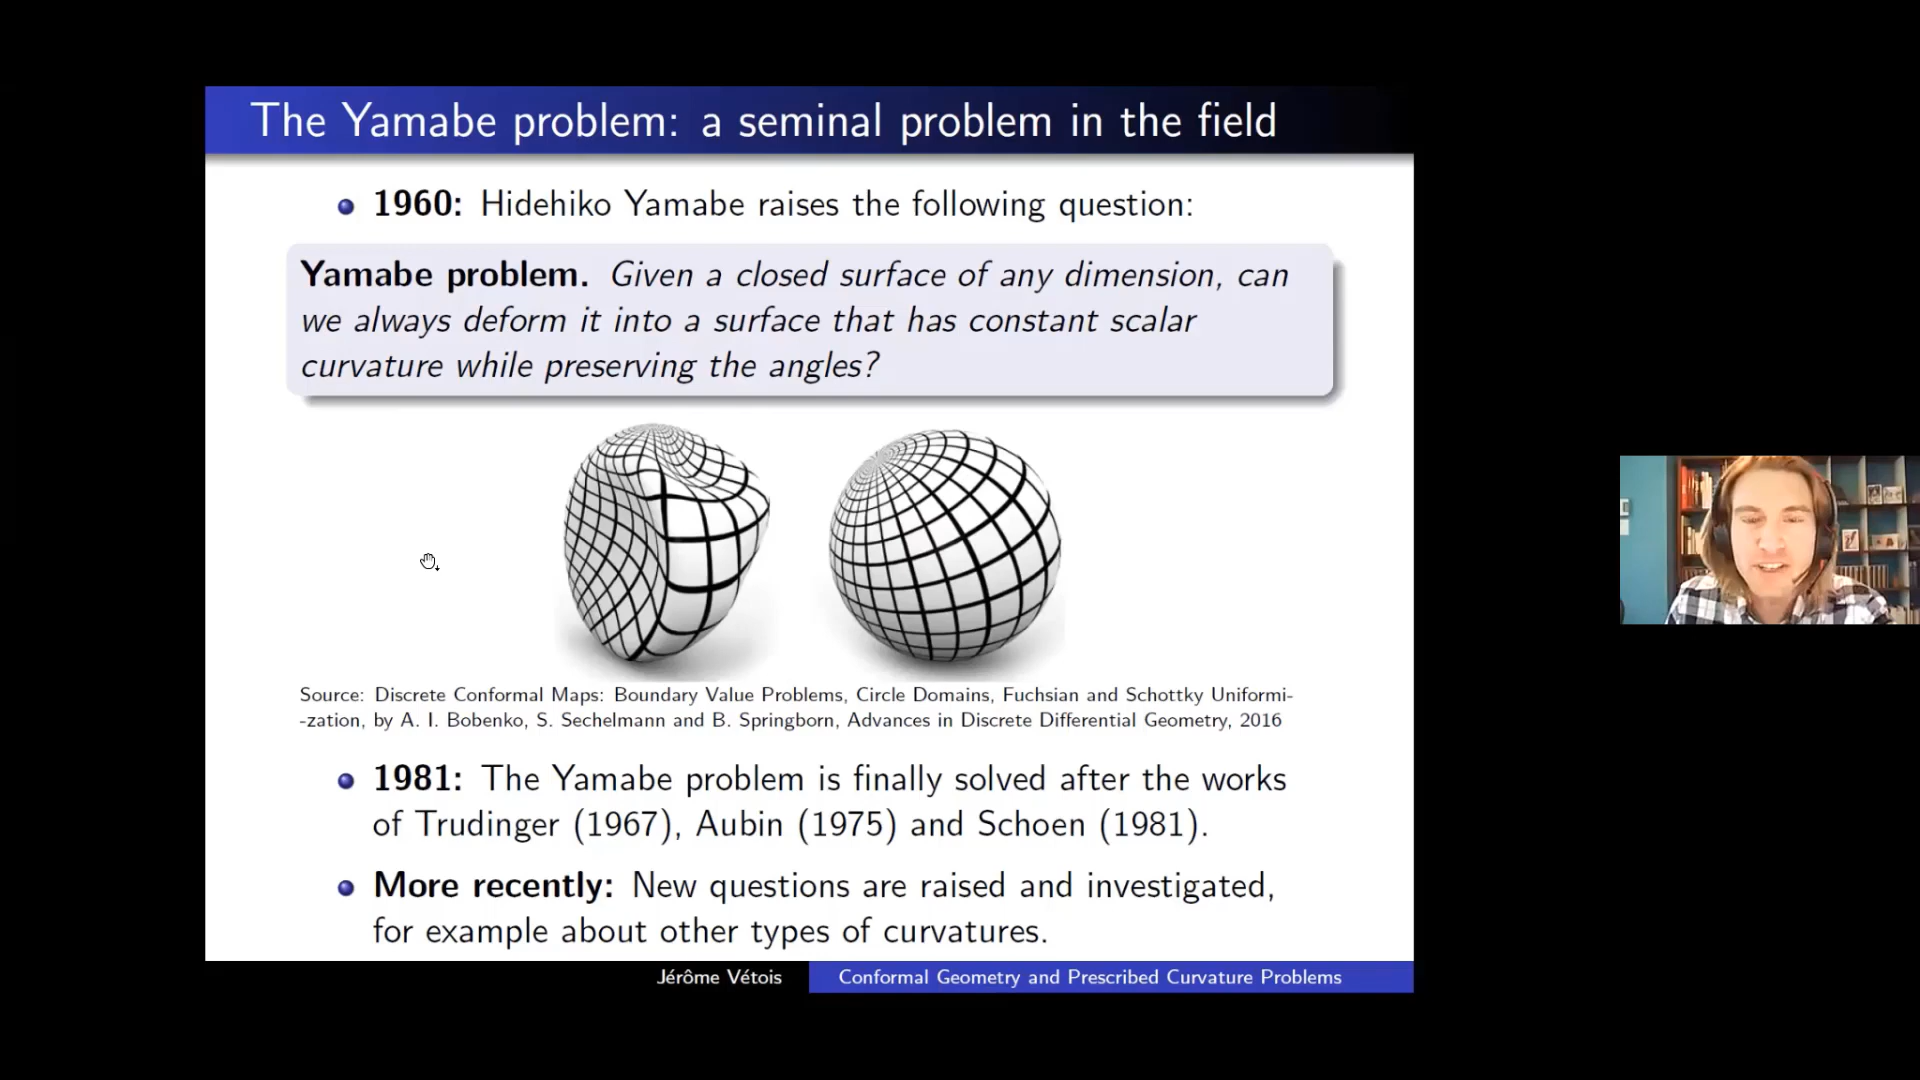 The Yamabe problem: a seminal problem in the field
1960: Hidehiko Yamabe raises the following question:
Yamabe problem. Given a closed surface of any dimension, can
we always deform it into a surface that has constant scalar
curvature while preserving the angles?
Source: Discrete Conformal Maps: Boundary Value Problems, Circle Domains, Fuchsian and Schottky Uniformi-
-zation, by A. I. Bobenko, S. Sechelmann and B. Springborn, Advances in Discrete Differential Geometry, 2016
1981: The Yamabe problem is finally solved after the works
of Trudinger (1967), Aubin (1975) and Schoen (1981).
More recently: New questions are raised and investigated,
for example about other types of curvatures.
Jérôme Vétois
Conformal Geometry and Prescribed Curvature Problems